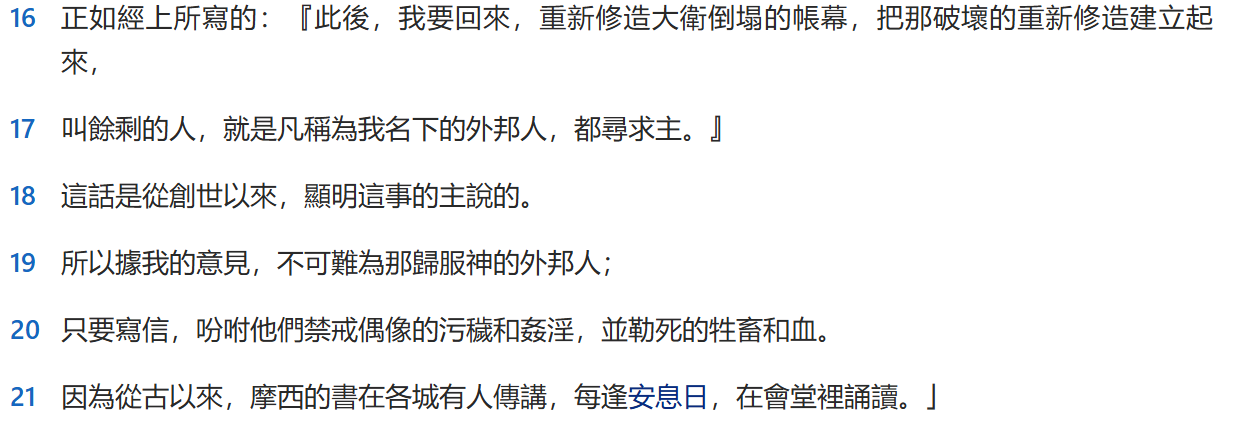 16 正如經上所寫的：『此後，我要回來，重新修造大衛倒塌的帳幕，把那破壞的重新修造建立起
來，
17 叫餘剩的人，就是凡稱為我名下的外邦人，都尋求主。』
18 這話是從創世以來，顯明這事的主說的。
19 所以據我的意見，不可難為那歸服神的外邦人；
20 只要寫信，吩咐他們禁戒偶像的污穢和姦淫，並勒死的牲畜和血。
21 因為從古以來，摩西的書在各城有人傳講，每逢安息日，在會堂裡誦讀。」